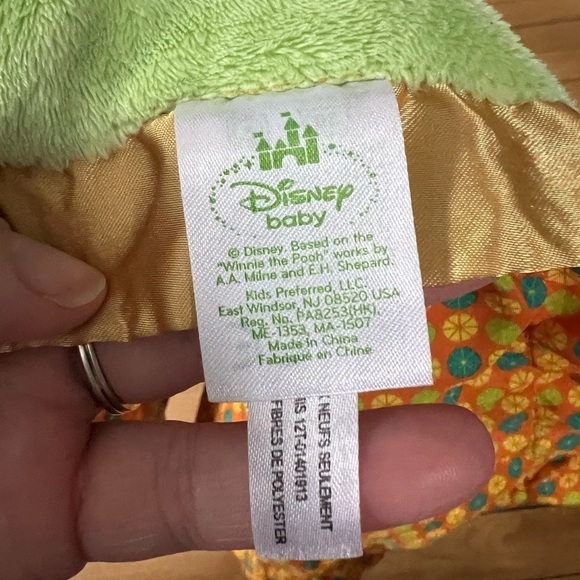 Disney
baby
© Disney. Based on the
"Winnie the Pooh" works by
A.A. Milne and E.H. Shepard.
Kids Preferred, LLC.
East Windsor, NJ 08520 USA
Reg. No. PA8253(HK),
ME-1353, MA-1507
Made in China
Fabriqué en Chine
NEUFS SEULEMENT
12T-01401913
FIBRES DE POLYESTER